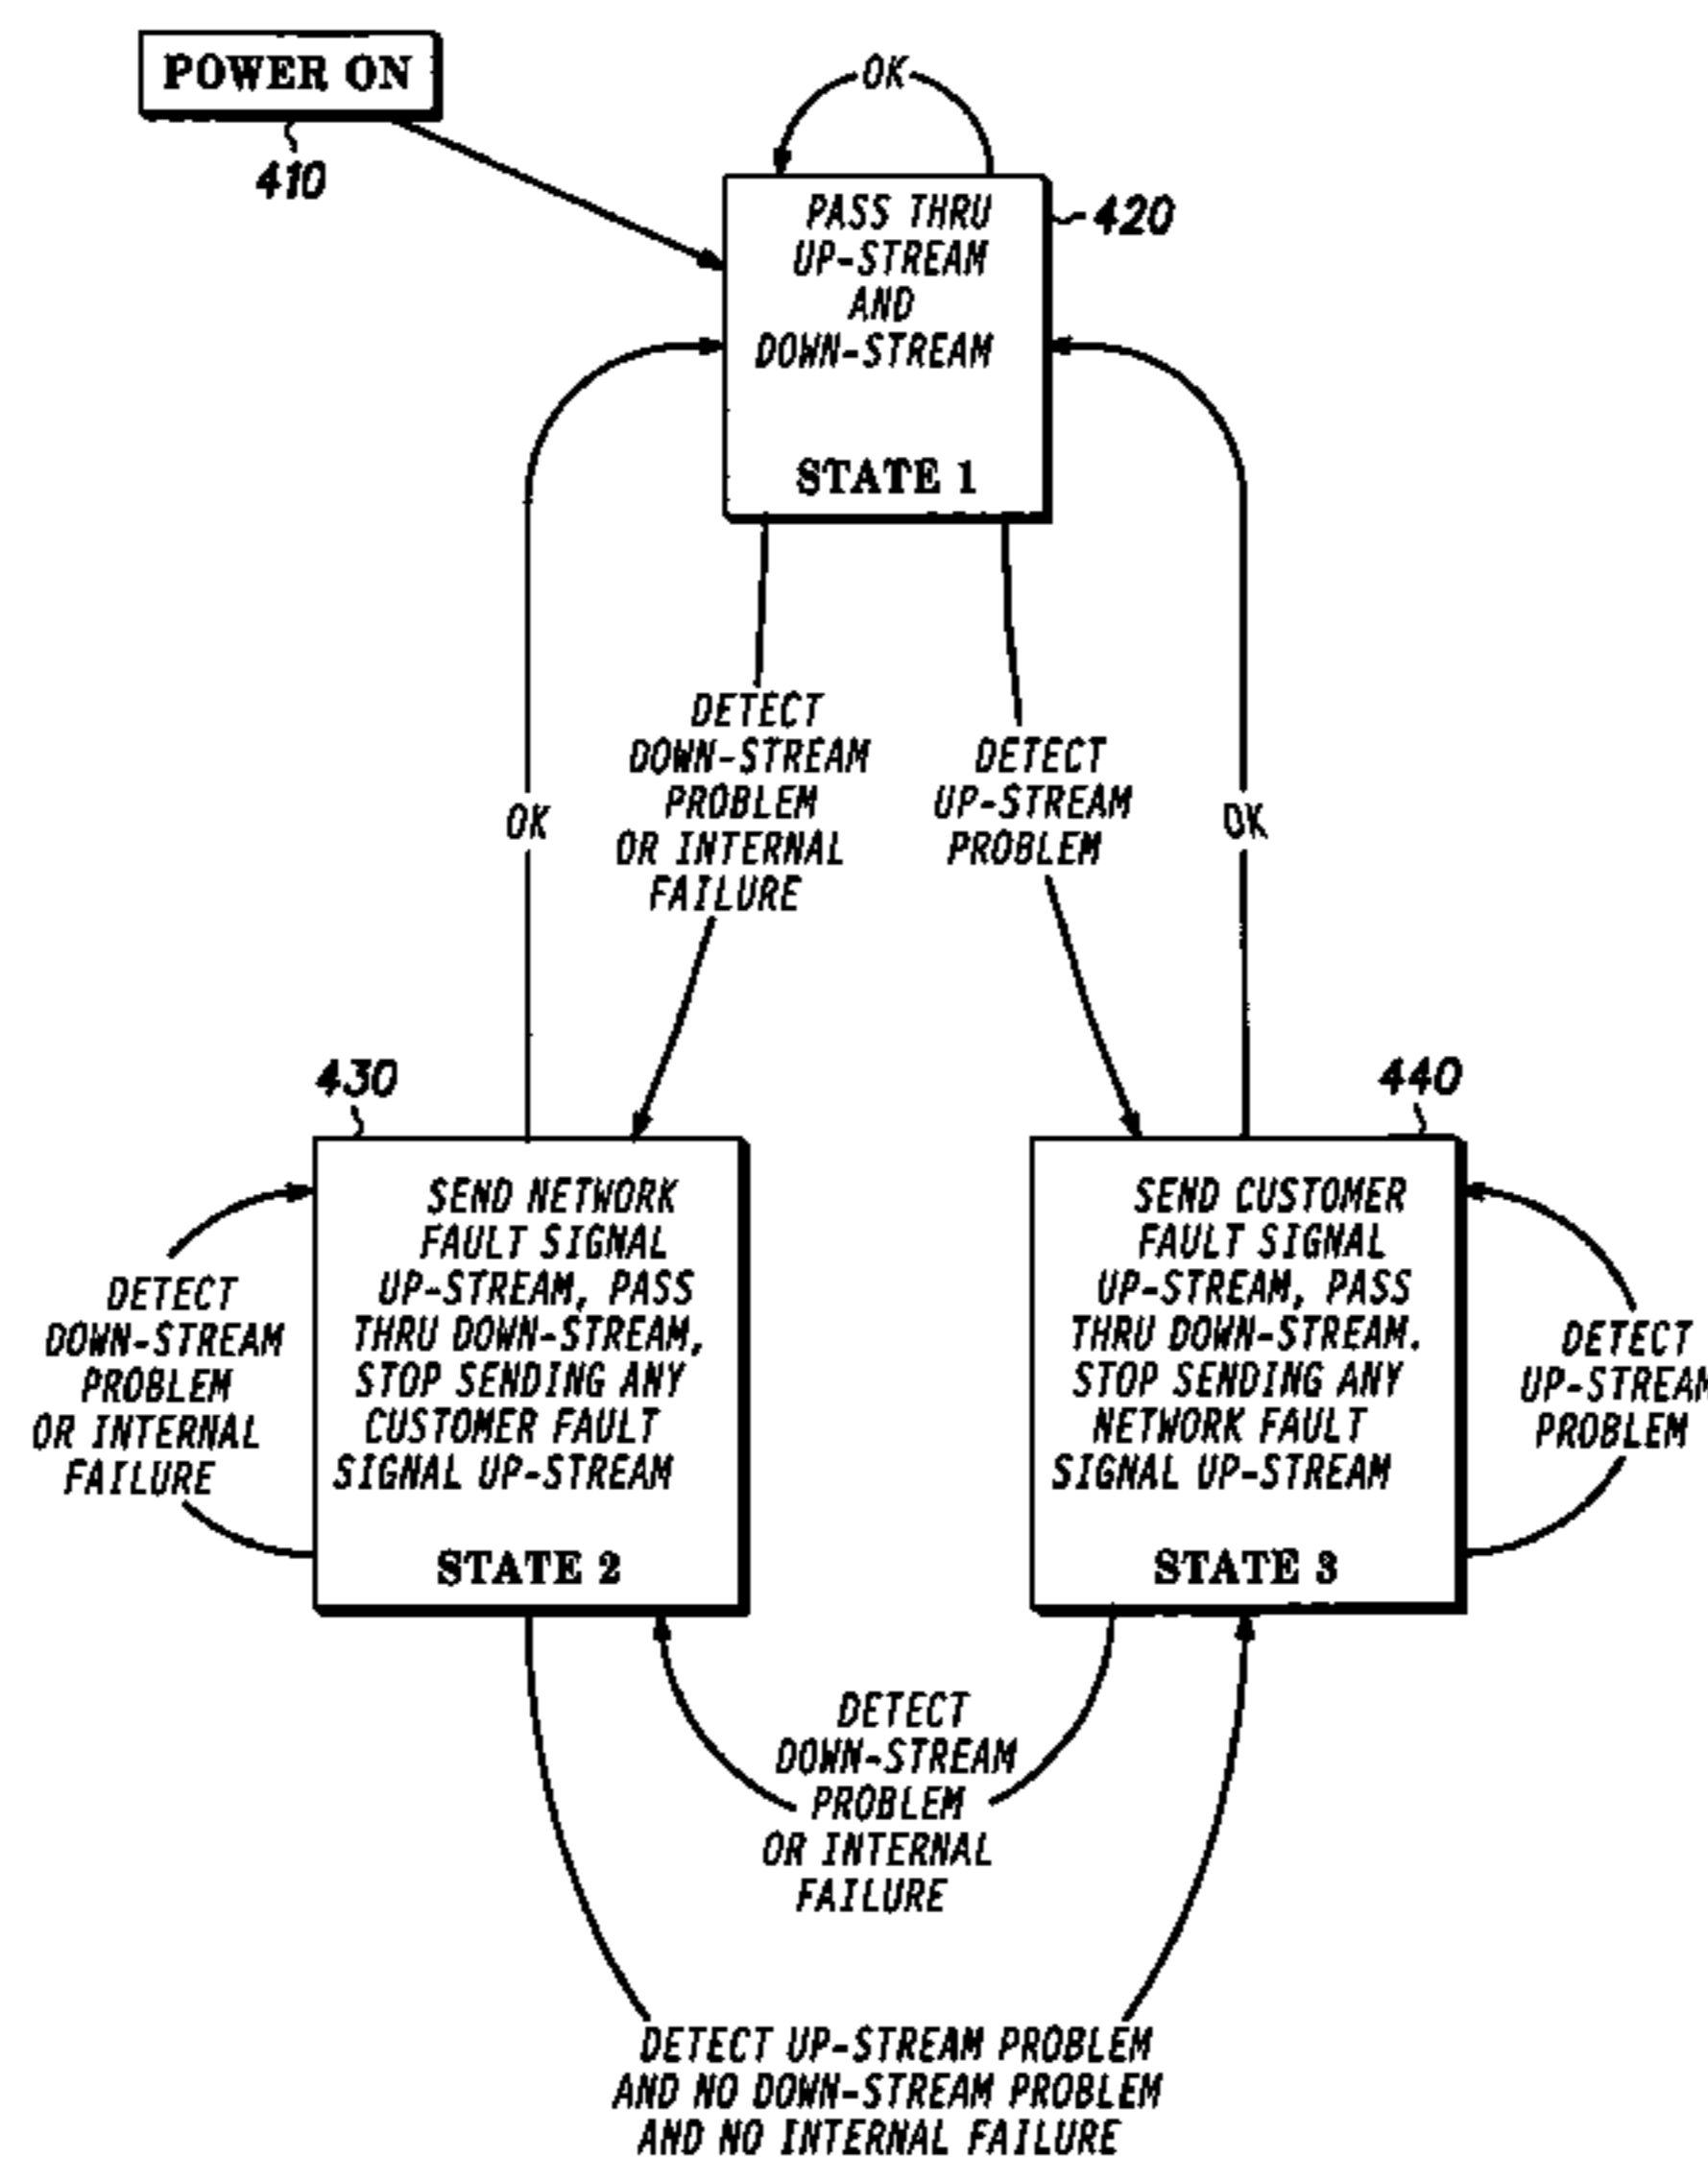 POWER ON
410
OK
PASS THRU
UP-STREAM
AND
DOWN-STREAM
STATE 1
420
OK
DETECT
DOWN-STREAM
PROBLEM
OR INTERNAL
FAILURE
DETECT
UP-STREAM
PROBLEM
OK
430
440
SEND NETWORK
FAULT SIGNAL
UP-STREAM, PASS
THRU DOWN-STREAM,
STOP SENDING ANY
CUSTOMER FAULT
SIGNAL UP-STREAM
STATE 2
DETECT
DOWN-STREAM
PROBLEM
OR INTERNAL
FAILURE
SEND CUSTOMER
FAULT SIGNAL
UP-STREAM, PASS
THRU DOWN-STREAM.
STOP SENDING ANY
NETWORK FAULT
SIGNAL UP-STREAM
STATE 3
DETECT
UP-STREAM
PROBLEM
DETECT
DOWN-STREAM
PROBLEM
OR INTERNAL
FAILURE
DETECT UP-STREAM PROBLEM
AND NO DOWN-STREAM PROBLEM
AND NO INTERNAL FAILURE